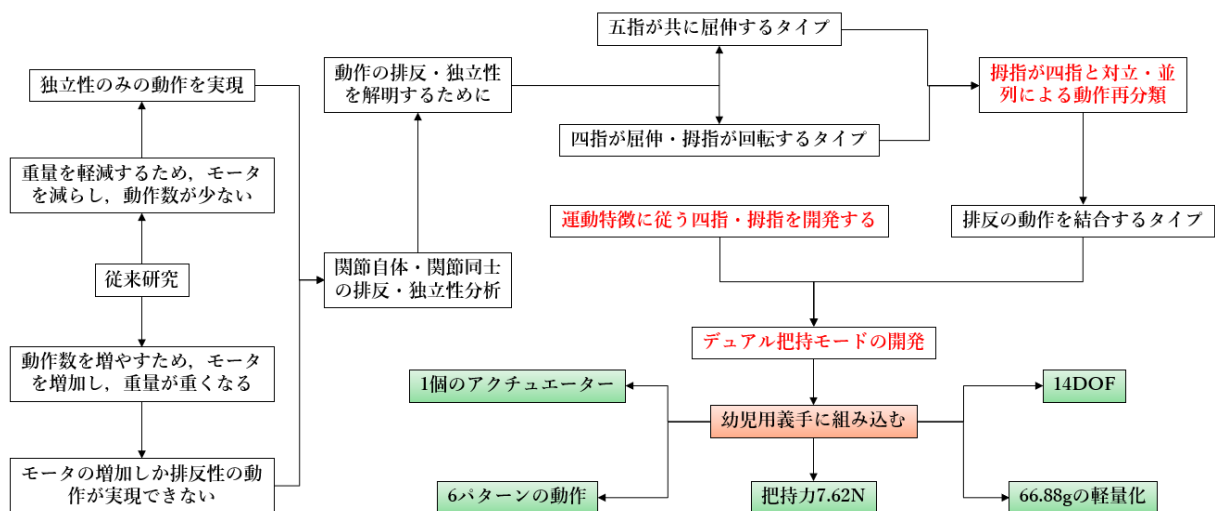 五指が共に屈伸するタイプ
独立性のみの動作を実現
動作の排反・独立性
を解明するために
拇指が四指と対立・並
列による動作再分類
四指が屈伸・拇指が回転するタイプ
重量を軽減するため，モータ
を減らし，動作数が少ない
運動特徴に従う四指・拇指を開発する
排反の動作を結合するタイプ
従来研究
関節自体・関節同士
の排反・独立性分析
動作数を増やすため，モータ
を増加し，重量が重くなる
デュアル把持モードの開発
1個のアクチュエーター
14DOF
幼児用義手に組み込む
モータの増加しか排反性の動
作が実現できない
6パターンの動作
把持力7.62N
66.88gの軽量化